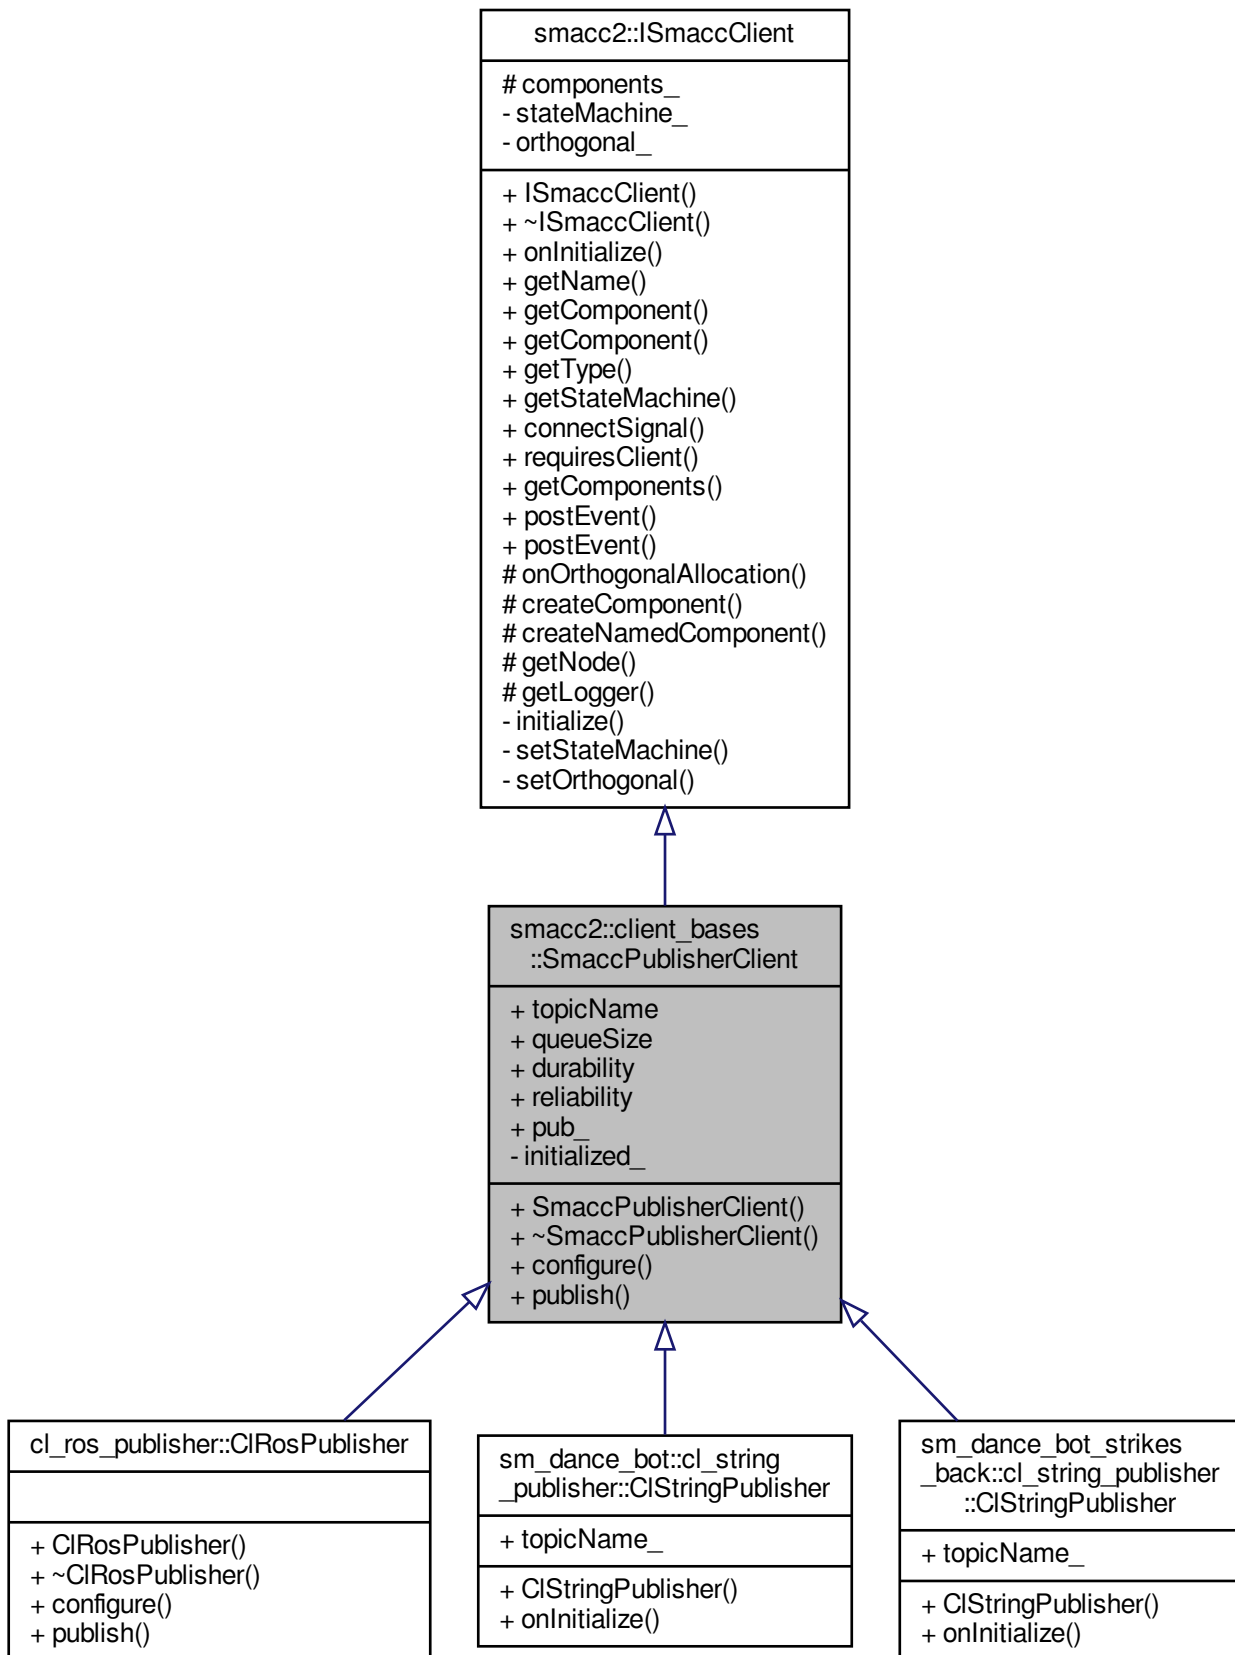 smacc2::ISmaccClient
# components_
- stateMachine_
- orthogonal_
+ ISmaccClient()
+ ~ISmaccClient()
+ onInitialize()
+ getName()
+ getComponent()
+ getComponent()
+ getType()
+ getStateMachine()
+ connectSignal()
+ requiresClient()
+ getComponents()
+ postEvent()
+ postEvent()
# onOrthogonalAllocation()
# createComponent()
# createNamedComponent()
# getNode()
# getLogger()
- initialize()
- setStateMachine()
- setOrthogonal()
smacc2::client_bases
::SmaccPublisherClient
+ topicName
+ queueSize
+ durability
+ reliability
+ pub_
- initialized_
+ SmaccPublisherClient()
+ ~SmaccPublisherClient()
+ configure()
+ publish()
cl_ros_publisher::ClRosPublisher
+ ClRosPublisher()
+ ~ClRosPublisher()
+ configure()
+ publish()
sm_dance_bot::cl_string
_publisher::ClStringPublisher
+ topicName_
+ ClStringPublisher()
+ onInitialize()
sm_dance_bot_strikes
_back::cl_string_publisher
::ClStringPublisher
+ topicName_
+ ClStringPublisher()
+ onInitialize()